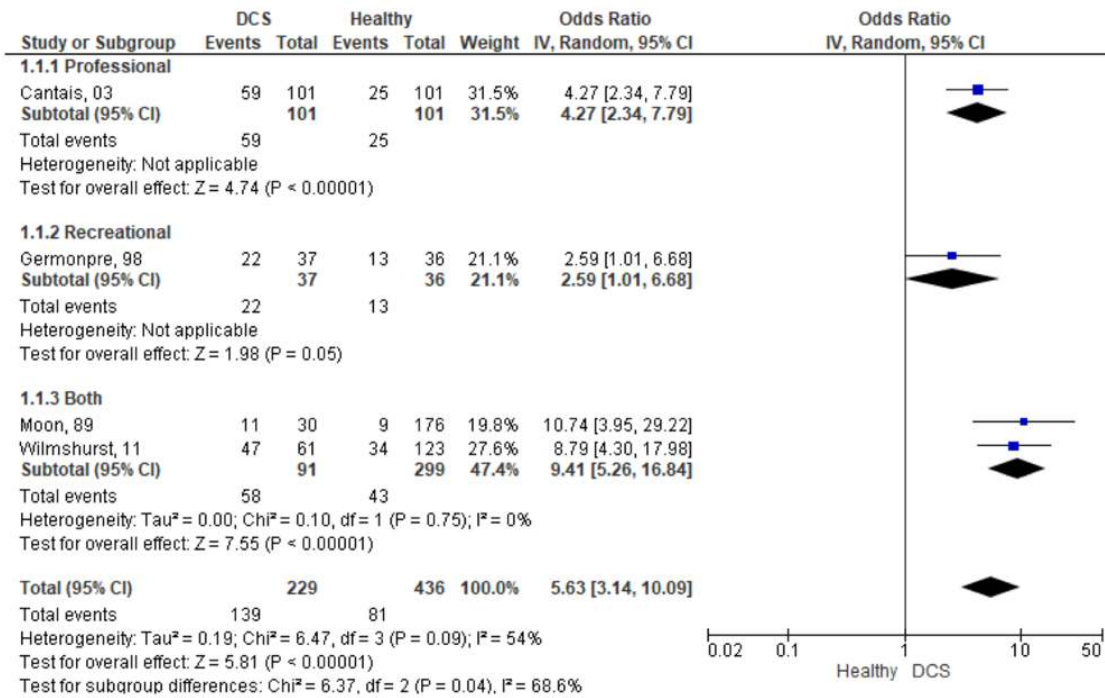 DCS Healthy Odds Ratio Odds Ratio
Study or Subgroup Events Total Events Total Weight IV, Random, 95% CI IV, Random, 95% CI
1.1.1 Professional
Cantais, 03 59 101 25 101 31.5% 4.27 [2.34, 7.79]
Subtotal (95% CI) 101 101 31.5% 4.27 [2.34, 7.79]
Total events 59 25
Heterogeneity: Not applicable
Test for overall effect: Z = 4.74 (P < 0.00001)
1.1.2 Recreational
Germonpre, 98 22 37 13 36 21.1% 2.59 [1.01, 6.68]
Subtotal (95% CI) 37 36 21.1% 2.59 [1.01, 6.68]
Total events 22 13
Heterogeneity: Not applicable
Test for overall effect: Z = 1.98 (P = 0.05)
1.1.3 Both
Moon, 89 11 30 9 176 19.8% 10.74 [3.95, 29.22]
Wilmshurst, 11 47 61 34 123 27.6% 8.79 [4.30, 17.98]
Subtotal (95% CI) 91 299 47.4% 9.41 [5.26, 16.84]
Total events 58 43
Heterogeneity: Tau² = 0.00; Chi² = 0.10, df = 1 (P = 0.75); I² = 0%
Test for overall effect: Z = 7.55 (P < 0.00001)
Total (95% CI) 229 436 100.0% 5.63 [3.14, 10.09]
Total events 139 81
Heterogeneity: Tau² = 0.19; Chi² = 6.47, df = 3 (P = 0.09); I² = 54%
Test for overall effect: Z = 5.81 (P < 0.00001)
Test for subgroup differences: Chi² = 6.37, df = 2 (P = 0.04), I² = 68.6%
0.02 0.1 1 10 50
Healthy DCS